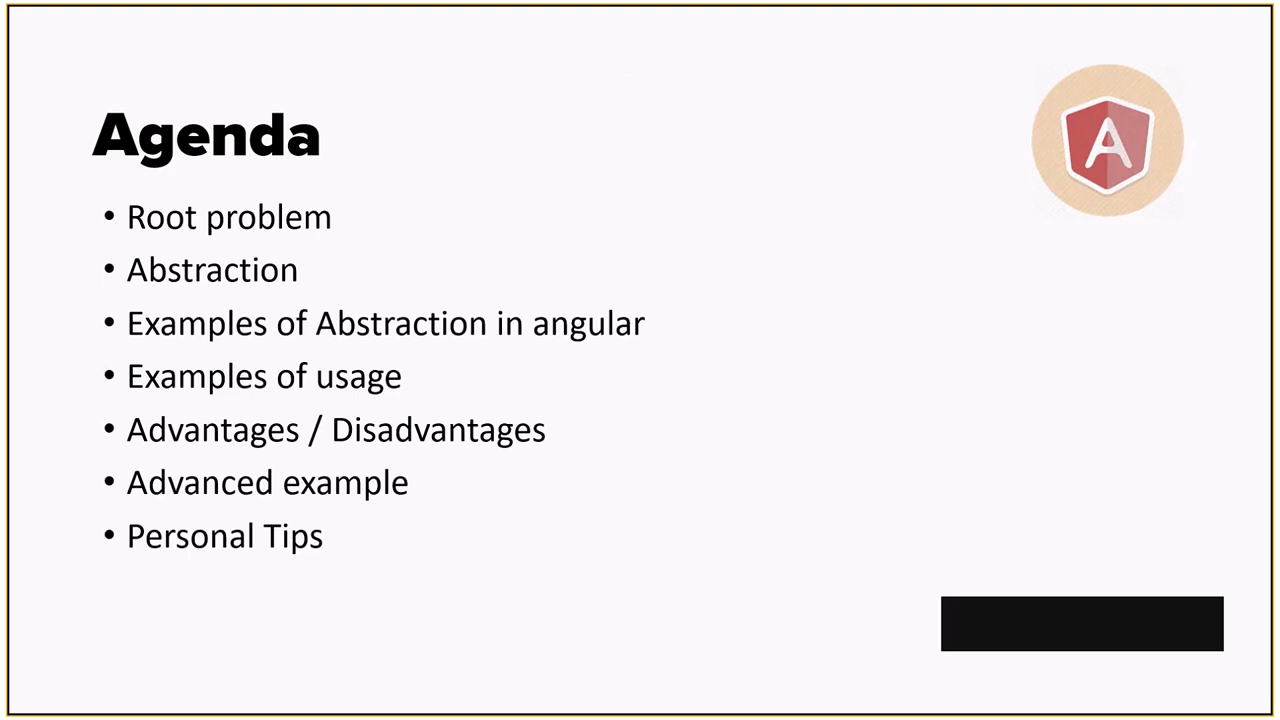 Agenda
• Root problem
• Abstraction
• Examples of Abstraction in angular
• Examples of usage
• Advantages / Disadvantages
• Advanced example
• Personal Tips
A